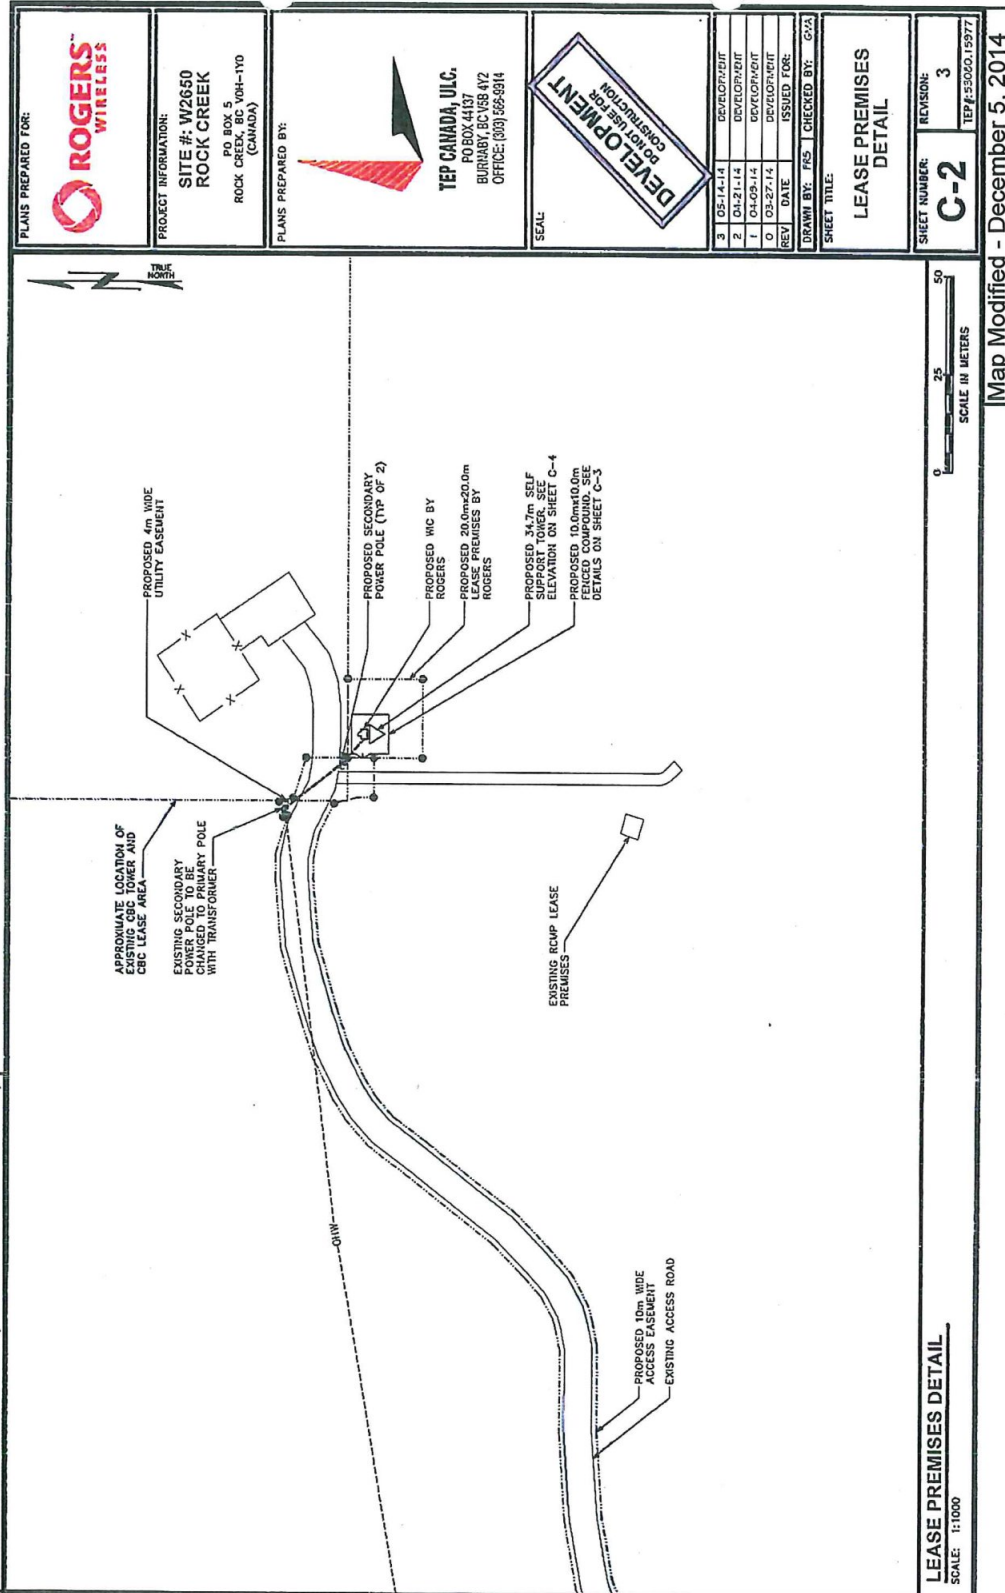 PLANS PREPARED FOR:
ROGERS™
WIRELESS
PROJECT INFORMATION:
SITE #: W2650
ROCK CREEK
PO BOX 5
ROCK CREEK, BC V0H-1Y0
(CANADA)
PLANS PREPARED BY:
TEP CANADA, ULC.
PO BOX 44137
BURNABY, BC V5B 4Y2
OFFICE: (303) 566-9914
SEAL:
DEVELOPMENT
DO NOT USE FOR
CONSTRUCTION
3 05-14-14 DEVELOPMENT
2 04-21-14 DEVELOPMENT
1 04-09-14 DEVELOPMENT
0 03-27-14 DEVELOPMENT
REV DATE ISSUED FOR:
DRAWN BY: FRS CHECKED BY: GWA
SHEET TITLE:
LEASE PREMISES
DETAIL
SHEET NUMBER:
C-2
REVISION:
3
TEP#:53060.15977
TRUE
NORTH
PROPOSED 4m WIDE
UTILITY EASEMENT
APPROXIMATE LOCATION OF
EXISTING CBC TOWER AND
CBC LEASE AREA
EXISTING SECONDARY
POWER POLE TO BE
CHANGED TO PRIMARY POLE
WITH TRANSFORMER
X
X
X
X
PROPOSED SECONDARY
POWER POLE (TYP OF 2)
PROPOSED WIC BY
ROGERS
PROPOSED 20.0mx20.0m
LEASE PREMISES BY
ROGERS
PROPOSED 34.7m SELF
SUPPORT TOWER. SEE
ELEVATION ON SHEET C-4
PROPOSED 10.0mx10.0m
FENCED COMPOUND. SEE
DETAILS ON SHEET C-3
EXISTING RCMP LEASE
PREMISES
OHW
PROPOSED 10m WIDE
ACCESS EASEMENT
EXISTING ACCESS ROAD
LEASE PREMISES DETAIL
SCALE: 1:1000
0 25 50
SCALE IN METERS
Map Modified - December 5, 2014